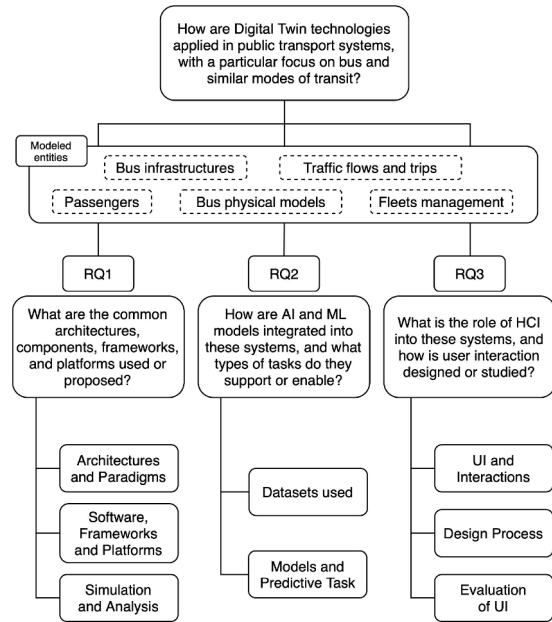 How are Digital Twin technologies
applied in public transport systems,
with a particular focus on bus and
similar modes of transit?
Modeled
entities
Bus infrastructures
Traffic flows and trips
Passengers
Bus physical models
Fleets management
RQ1
RQ2
RQ3
What are the common
architectures,
components, frameworks,
and platforms used or
proposed?
How are AI and ML
models integrated into
these systems, and what
types of tasks do they
support or enable?
What is the role of HCI
into these systems, and
how is user interaction
designed or studied?
Architectures
and Paradigms
Software,
Frameworks
and Platforms
Simulation
and Analysis
Datasets used
Models and
Predictive Task
UI and
Interactions
Design Process
Evaluation
of UI